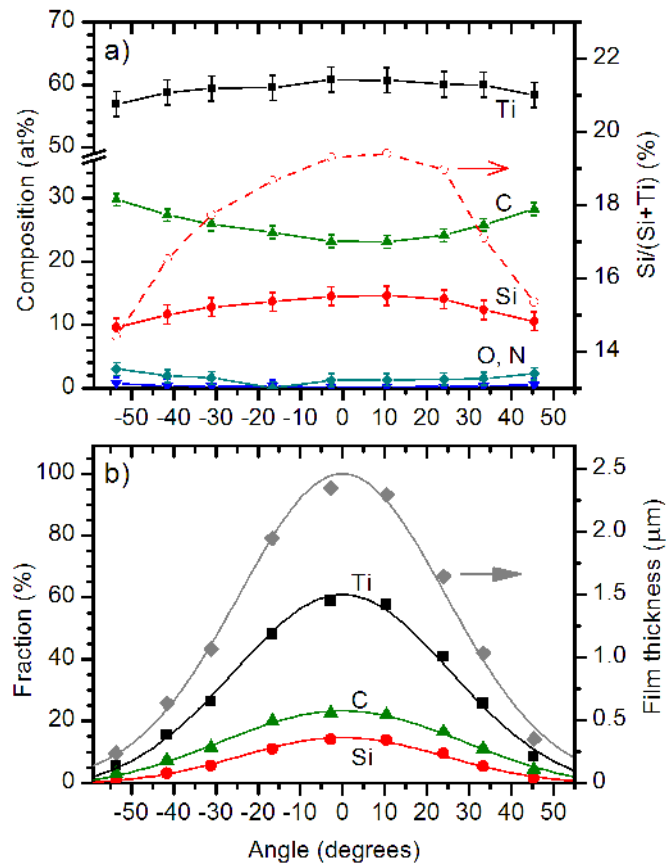 a)
70
60
50
30
20
10
0
Composition (at%)
Ti
C
Si
O, N
22
21
20
19
18
17
16
15
14
Si/(Si+Ti) (%)
-50 -40 -30 -20 -10 0 10 20 30 40 50
b)
100
80
60
40
20
0
Fraction (%)
Ti
C
Si
2.5
2.0
1.5
1.0
0.5
0
Film thickness (μm)
-50 -40 -30 -20 -10 0 10 20 30 40 50
Angle (degrees)